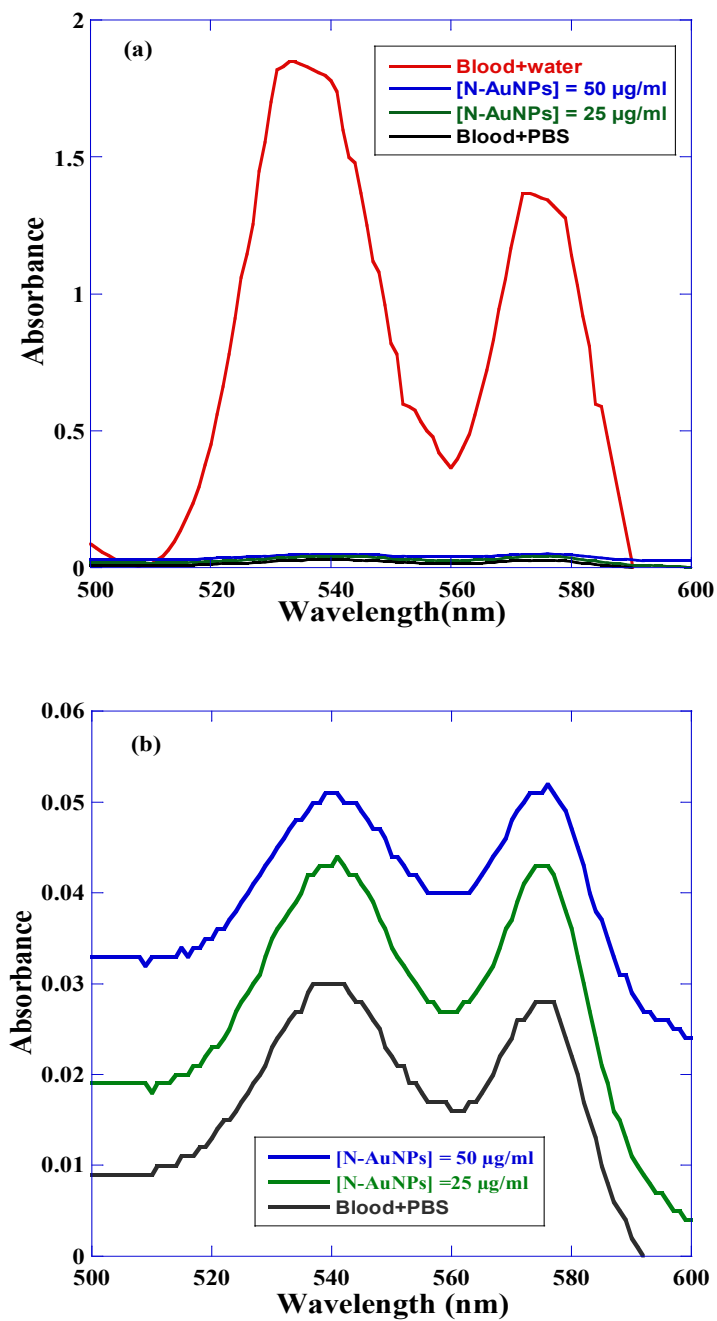 2
(a)
Blood+water
[N-AuNPs] = 50 µg/ml
[N-AuNPs] = 25 µg/ml
Blood+PBS
1.5
1
0.5
0
Absorbance
500 520 540 560 580 600
Wavelength(nm)
0.06
(b)
0.05
0.04
0.03
0.02
0.01
0
Absorbance
[N-AuNPs] = 50 µg/ml
[N-AuNPs] =25 µg/ml
Blood+PBS
500 520 540 560 580 600
Wavelength (nm)